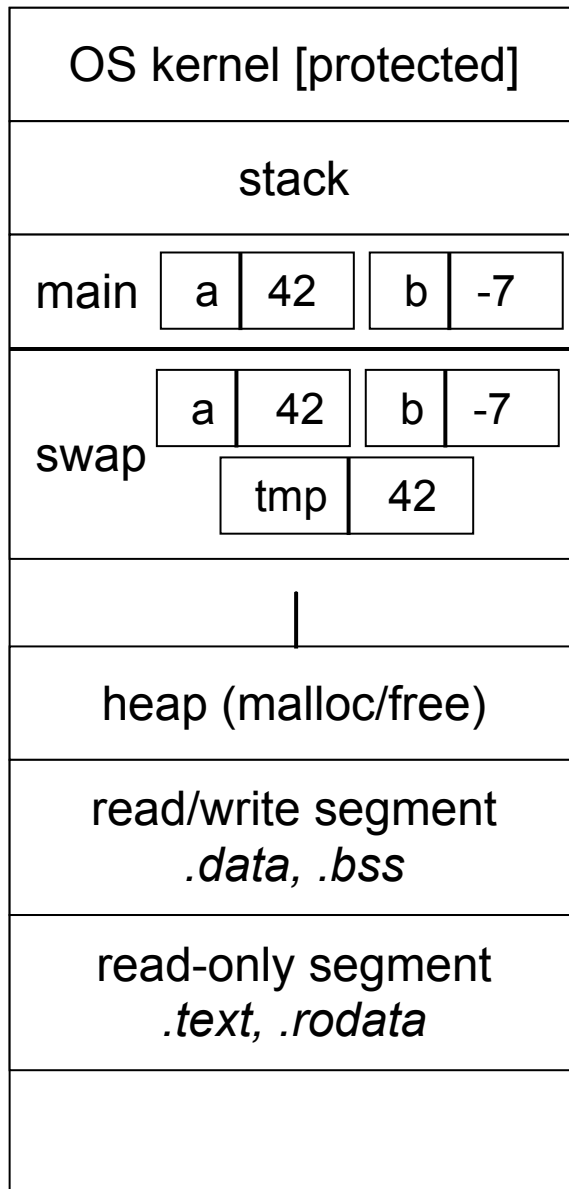 OS kernel [protected]
stack
main a 42 b -7
a 42 b -7
swap
tmp 42
heap (malloc/free)
read/write segment
.data, .bss
read-only segment
.text, .rodata